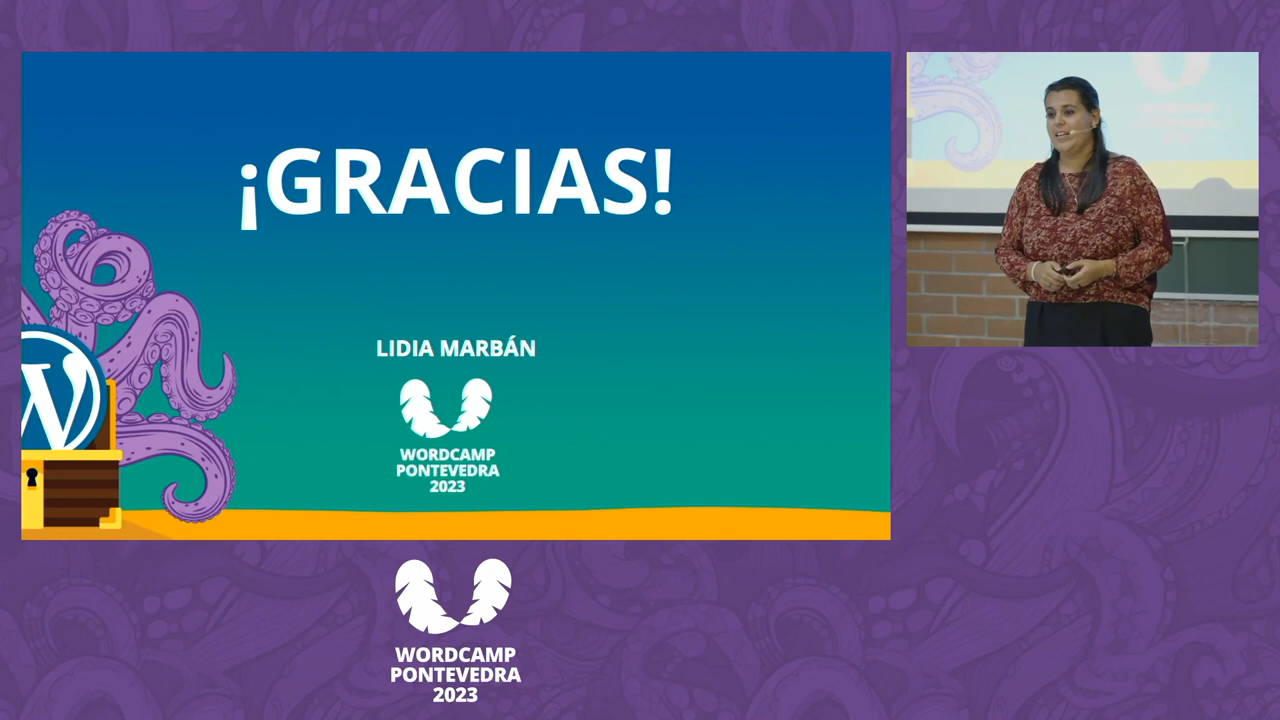 ¡GRACIAS!
LIDIA MARBÁN
WORDCAMP
PONTEVEDRA
2023
W
WORDCAMP
PONTEVEDRA
2023